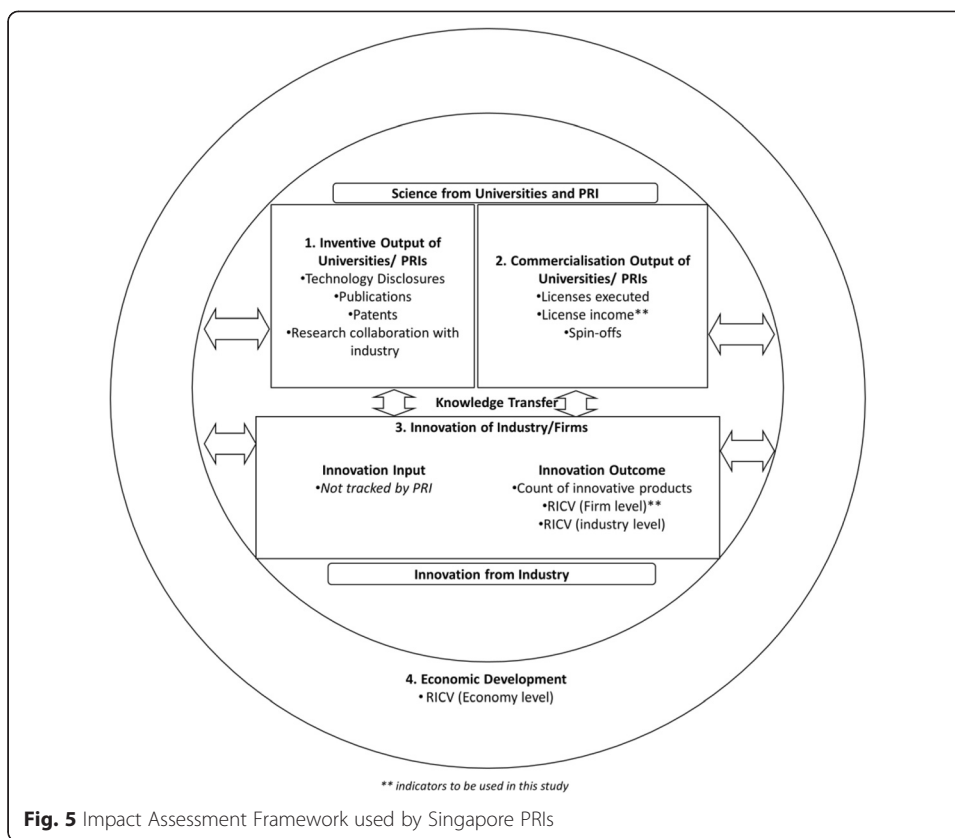 Science from Universities and PRI
1. Inventive Output of
Universities/ PRIs
•Technology Disclosures
•Publications
•Patents
•Research collaboration with
industry
2. Commercialisation Output of
Universities/ PRIs
•Licenses executed
•License income**
•Spin-offs
Knowledge Transfer
3. Innovation of Industry/Firms
Innovation Input
•Not tracked by PRI
Innovation Outcome
•Count of innovative products
•RICV (Firm level)**
•RICV (industry level)
Innovation from Industry
4. Economic Development
• RICV (Economy level)
** indicators to be used in this study
Fig. 5 Impact Assessment Framework used by Singapore PRIs